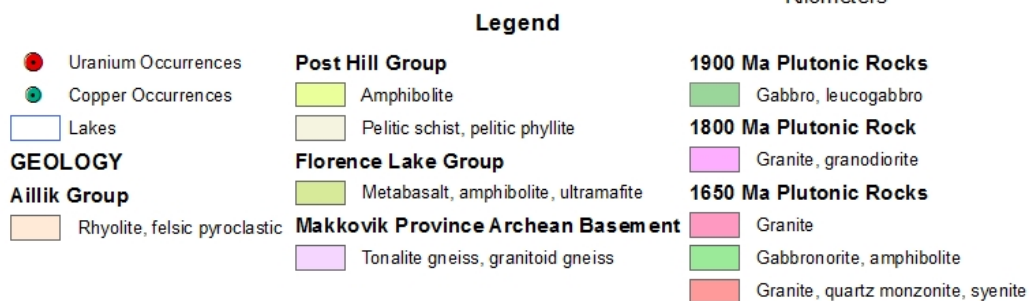 Kilometers
Legend
Uranium Occurrences
Copper Occurrences
Lakes
GEOLOGY
Aillik Group
Rhyolite, felsic pyroclastic
Post Hill Group
Amphibolite
Pelitic schist, pelitic phyllite
Florence Lake Group
Metabasalt, amphibolite, ultramafite
Makkovik Province Archean Basement
Tonalite gneiss, granitoid gneiss
1900 Ma Plutonic Rocks
Gabbro, leucogabbro
1800 Ma Plutonic Rock
Granite, granodiorite
1650 Ma Plutonic Rocks
Granite
Gabbronorite, amphibolite
Granite, quartz monzonite, syenite